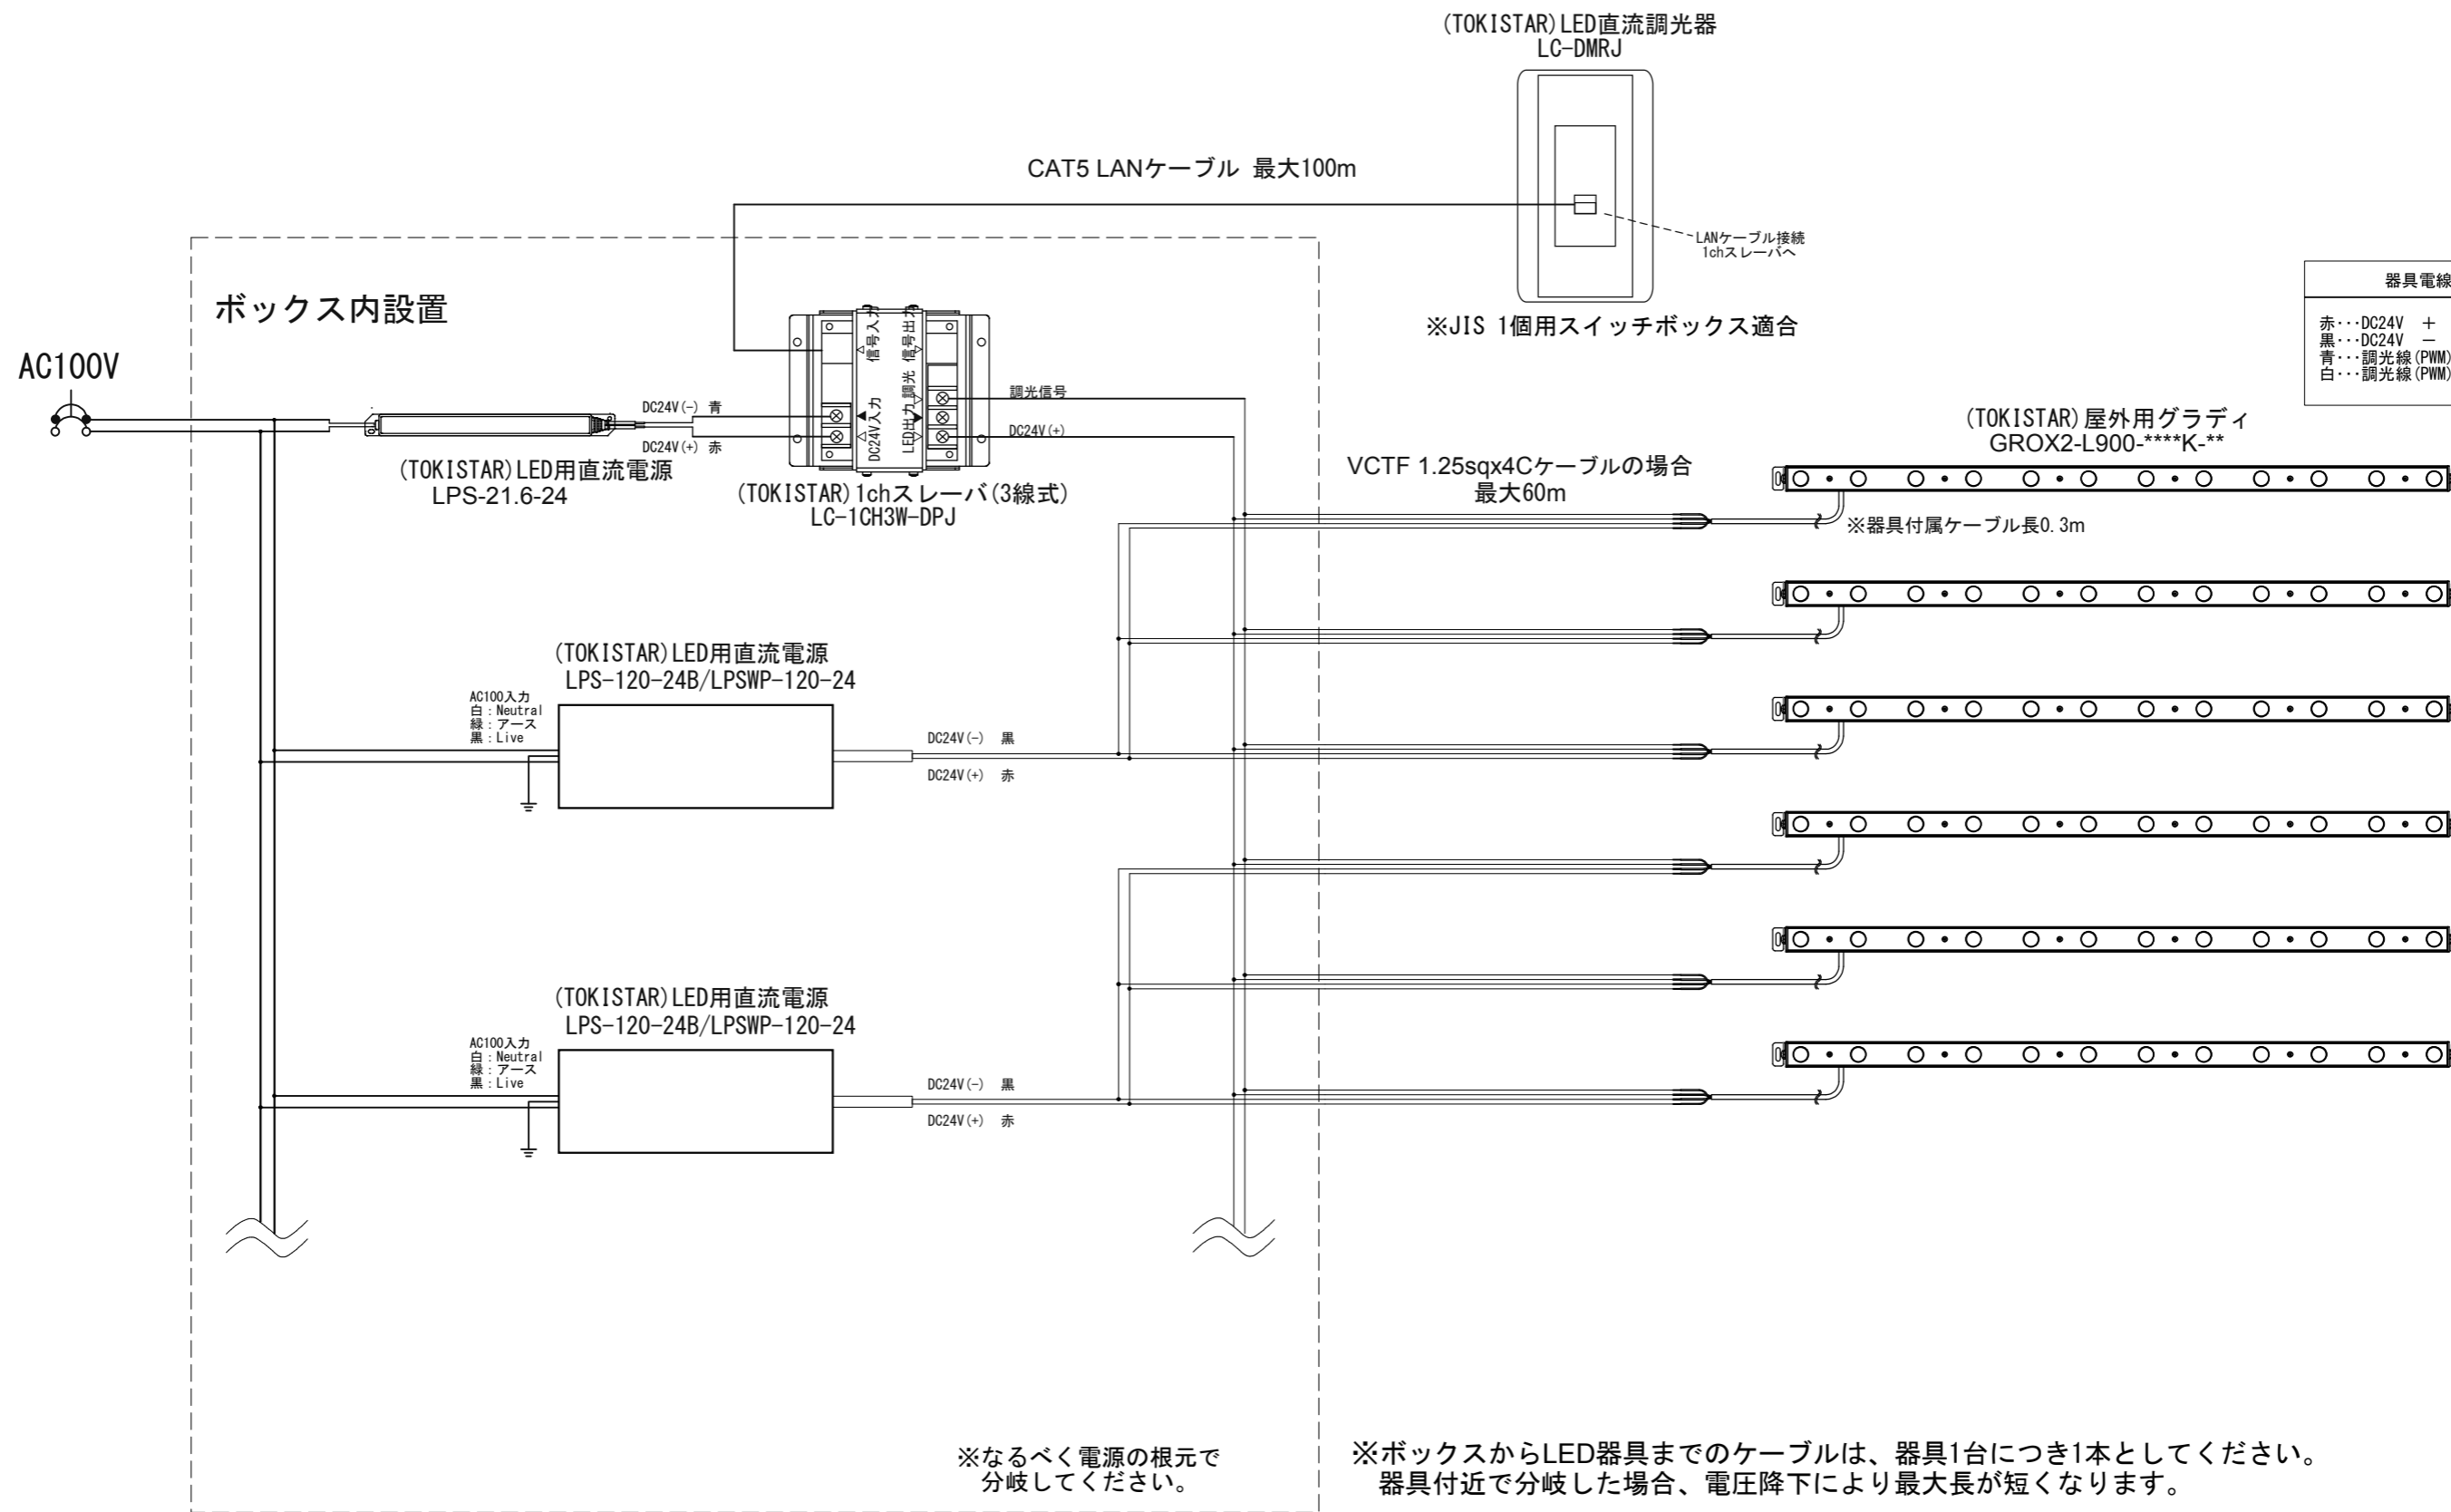 (TOKISTAR)LED直流調光器
LC-DMRJ
CAT5 LANケーブル 最大100m
LANケーブル接続
1chスレーバへ
※JIS 1個用スイッチボックス適合
ボックス内設置
AC100V
信号入力
信号出力
調光
DC24V入力
LED出力
DC24V(-) 青
DC24V(+) 赤
調光信号
DC24V(+)
(TOKISTAR)LED用直流電源
LPS-21.6-24
(TOKISTAR)1chスレーバ(3線式)
LC-1CH3W-DPJ
器具電線
赤･･･DC24V +
黒･･･DC24V −
青･･･調光線(PWM)
白･･･調光線(PWM)
(TOKISTAR)屋外用グラディ
GROX2-L900-****K-**
VCTF 1.25sqx4Cケーブルの場合
最大60m
※器具付属ケーブル長0.3m
(TOKISTAR)LED用直流電源
LPS-120-24B/LPSWP-120-24
AC100入力
白：Neutral
緑：アース
黒：Live
DC24V(-) 黒
DC24V(+) 赤
(TOKISTAR)LED用直流電源
LPS-120-24B/LPSWP-120-24
AC100入力
白：Neutral
緑：アース
黒：Live
DC24V(-) 黒
DC24V(+) 赤
※なるべく電源の根元で
分岐してください。
※ボックスからLED器具までのケーブルは、器具1台につき1本としてください。
器具付近で分岐した場合、電圧降下により最大長が短くなります。